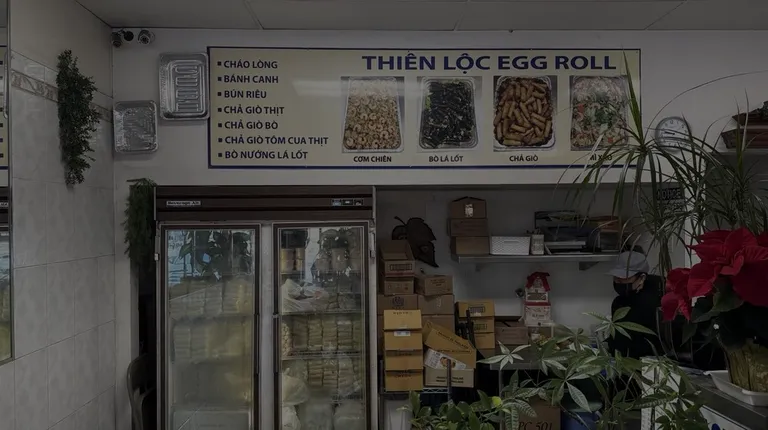 THIÊN LỘC EGG ROLL
▪ CHÁO LÒNG
▪ BÁNH CANH
▪ BÚN RIÊU
▪ CHẢ GIÒ THỊT
▪ CHẢ GIÒ BÒ
▪ CHẢ GIÒ TÔM CUA THỊT
▪ BÒ NƯỚNG LÁ LỐT
CƠM CHIÊN
BÒ LÁ LỐT
CHẢ GIÒ